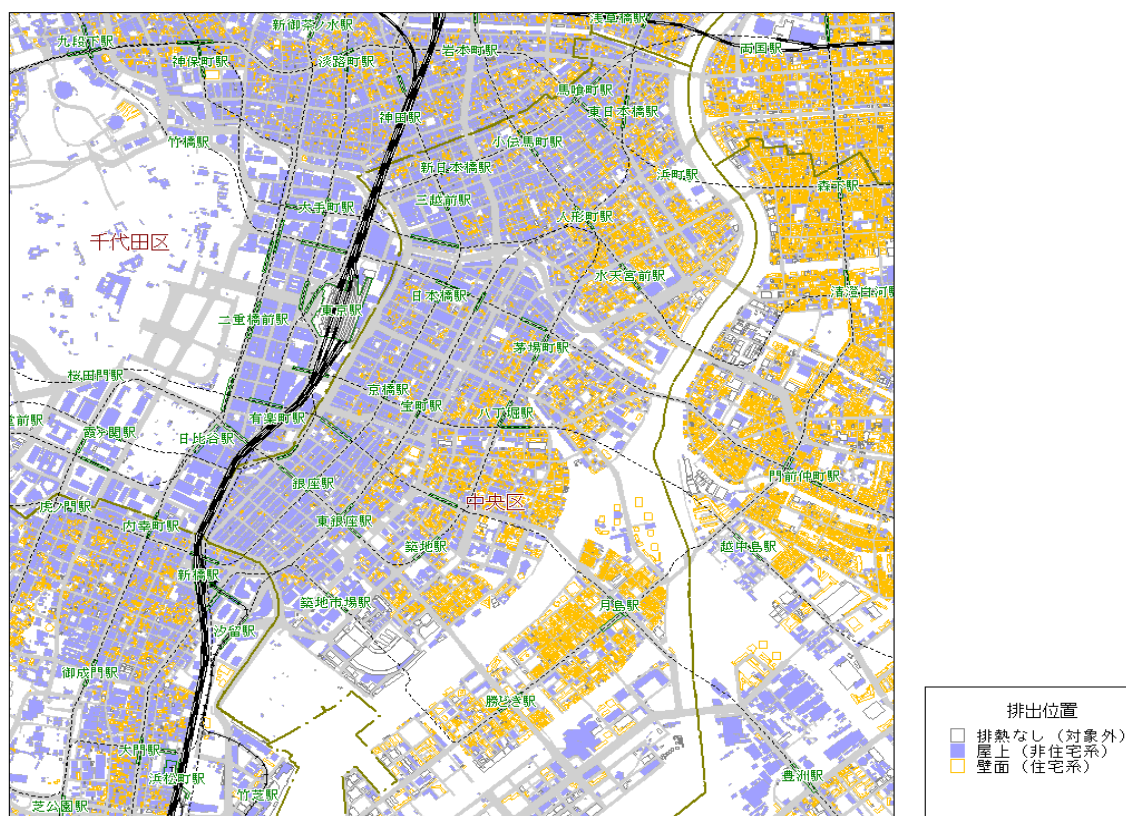 新御茶ノ水駅
浅草橋駅
九段下駅
岩本町駅
両国駅
神保町駅
淡路町駅
馬喰町駅
神田駅
東日本橋駅
竹橋駅
小伝馬町駅
新日本橋駅
浜町駅
森下駅
三越前駅
大手町駅
人形町駅
千代田区
水天宮前駅
日本橋駅
清澄白河駅
東京駅
二重橋前駅
茅場町駅
桜田門駅
京橋駅
宝町駅
八丁堀駅
有楽町駅
霞ヶ関駅
日比谷駅
門前仲町駅
銀座駅
中央区
虎ノ門駅
内幸町駅
東銀座駅
築地駅
越中島駅
新橋駅
築地市場駅
月島駅
汐留駅
御成門駅
勝どき駅
大門駅
浜松町駅
豊洲駅
竹芝駅
芝公園駅
排出位置
排熱なし（対象外）
屋上（非住宅系）
壁面（住宅系）